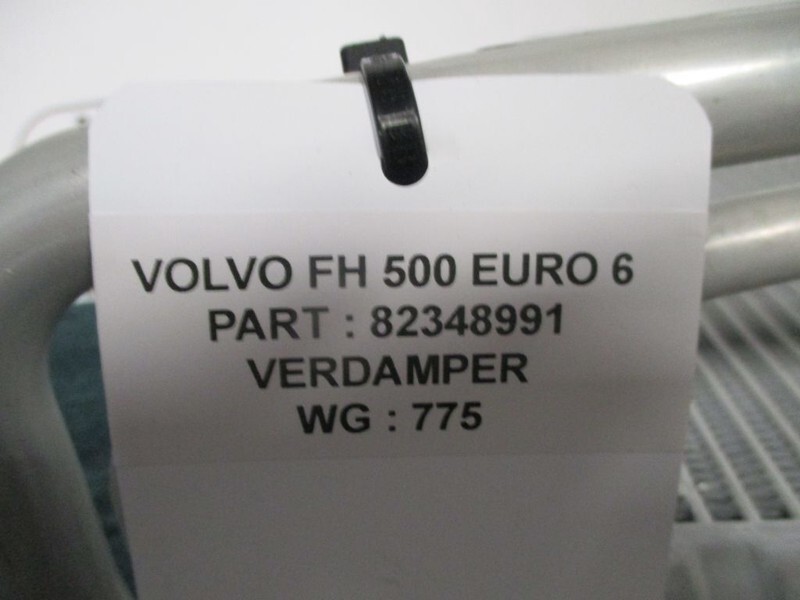 VOLVO FH 500 EURO 6
PART : 82348991
VERDAMPER
WG : 775